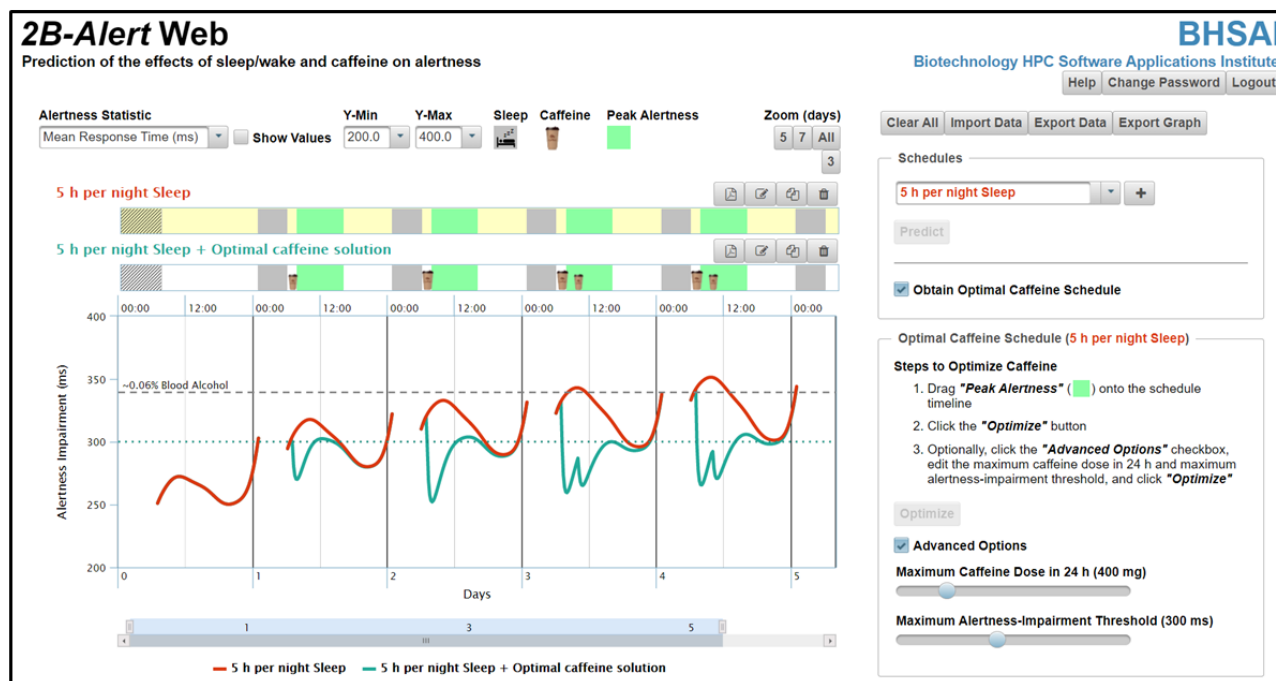 2B-Alert Web
Prediction of the effects of sleep/wake and caffeine on alertness
BHSAI
Biotechnology HPC Software Applications Institute
Help Change Password Logout
Alertness Statistic
Mean Response Time (ms)
Show Values
Y-Min
200.0
Y-Max
400.0
Sleep
Caffeine
Peak Alertness
Zoom (days)
5 7 All
3
5 h per night Sleep
5 h per night Sleep + Optimal caffeine solution
00:00 12:00 00:00 12:00 00:00 12:00 00:00 12:00 00:00 12:00 00:00
400
350
300
250
200
Alertness Impairment (ms)
~0.06% Blood Alcohol
0 1 2 3 4 5
Days
1 3 5
5 h per night Sleep 5 h per night Sleep + Optimal caffeine solution
Clear All Import Data Export Data Export Graph
Schedules
5 h per night Sleep
+
Predict
Obtain Optimal Caffeine Schedule
Optimal Caffeine Schedule (5 h per night Sleep)
Steps to Optimize Caffeine
1. Drag "Peak Alertness" ( ) onto the schedule
timeline
2. Click the "Optimize" button
3. Optionally, click the "Advanced Options" checkbox,
edit the maximum caffeine dose in 24 h and maximum
alertness-impairment threshold, and click "Optimize"
Optimize
Advanced Options
Maximum Caffeine Dose in 24 h (400 mg)
Maximum Alertness-Impairment Threshold (300 ms)